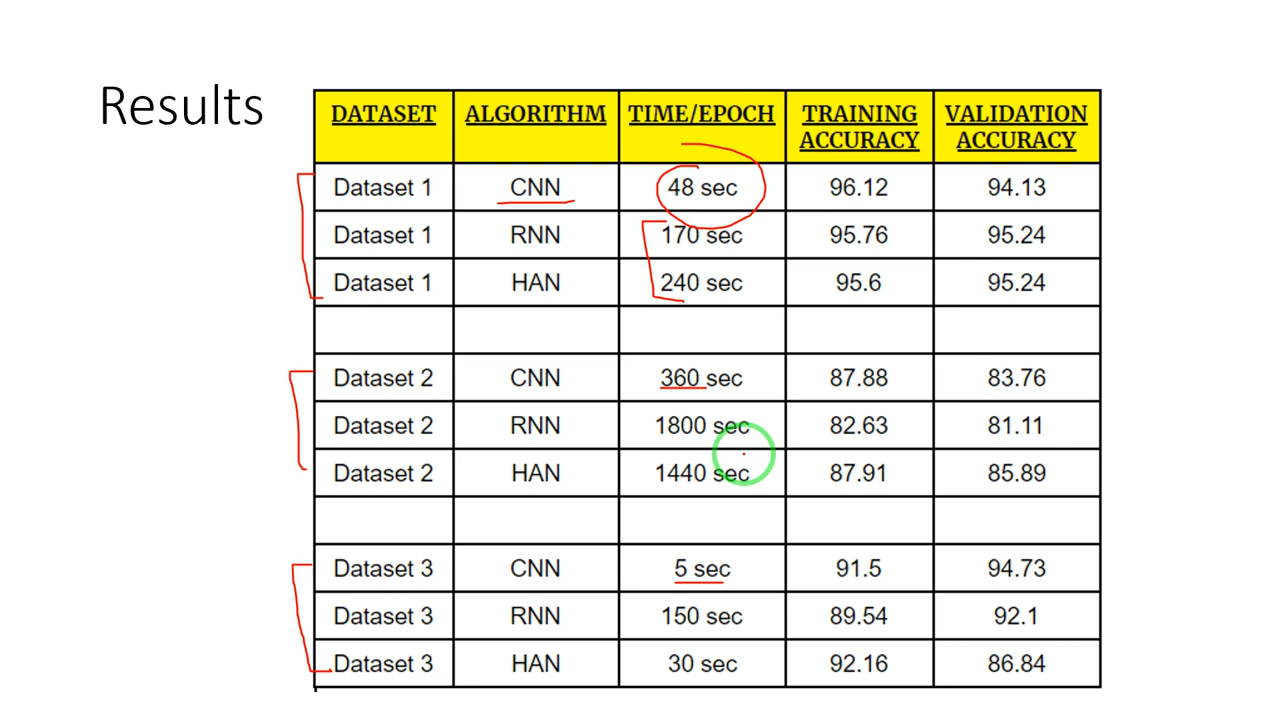 Results
DATASET ALGORITHM TIME/EPOCH TRAINING ACCURACY VALIDATION ACCURACY
Dataset 1 CNN 48 sec 96.12 94.13
Dataset 1 RNN 170 sec 95.76 95.24
Dataset 1 HAN 240 sec 95.6 95.24
Dataset 2 CNN 360 sec 87.88 83.76
Dataset 2 RNN 1800 sec 82.63 81.11
Dataset 2 HAN 1440 sec 87.91 85.89
Dataset 3 CNN 5 sec 91.5 94.73
Dataset 3 RNN 150 sec 89.54 92.1
Dataset 3 HAN 30 sec 92.16 86.84